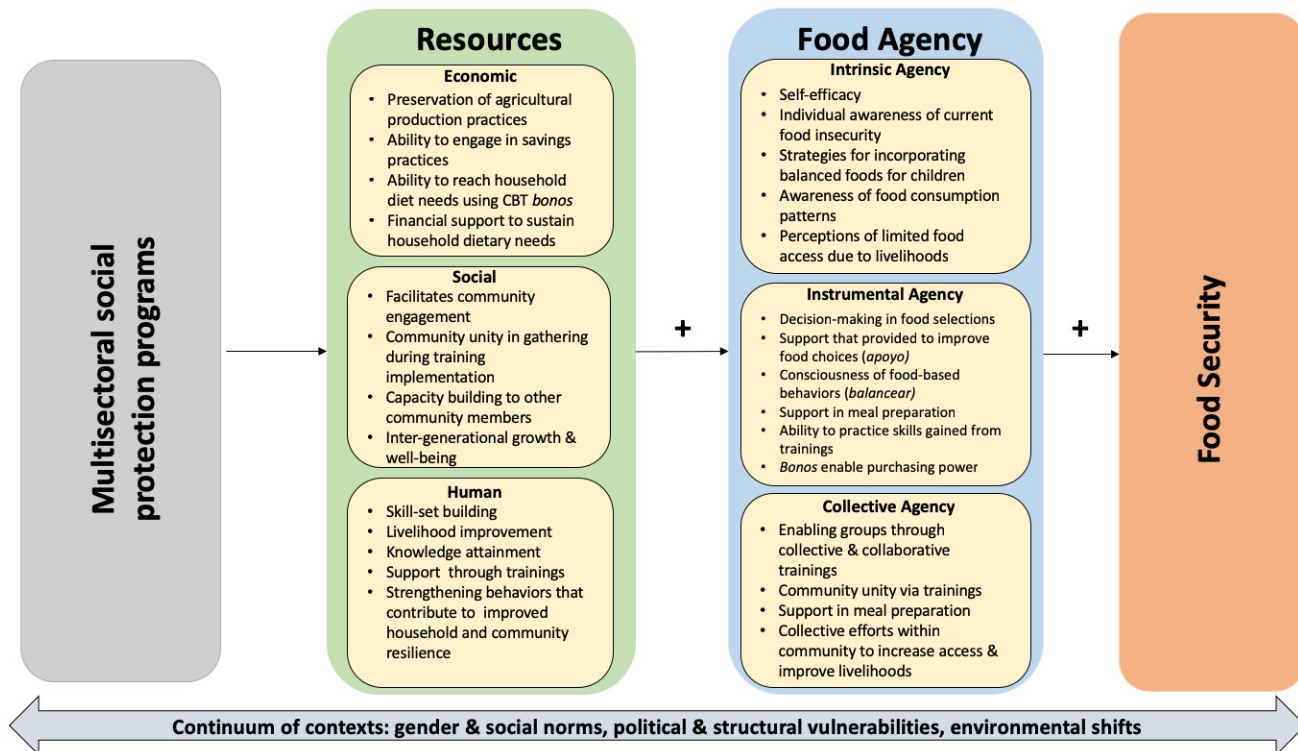 Multisectoral social
protection programs
Resources
Economic
• Preservation of agricultural
production practices
• Ability to engage in savings
practices
• Ability to reach household
diet needs using CBT bonos
• Financial support to sustain
household dietary needs
Social
• Facilitates community
engagement
• Community unity in gathering
during training
implementation
• Capacity building to other
community members
• Inter-generational growth &
well-being
Human
• Skill-set building
• Livelihood improvement
• Knowledge attainment
• Support through trainings
• Strengthening behaviors that
contribute to improved
household and community
resilience
+
Food Agency
Intrinsic Agency
• Self-efficacy
• Individual awareness of current
food insecurity
• Strategies for incorporating
balanced foods for children
• Awareness of food consumption
patterns
• Perceptions of limited food
access due to livelihoods
Instrumental Agency
• Decision-making in food selections
• Support that provided to improve
food choices (apoyo)
• Consciousness of food-based
behaviors (balancear)
• Support in meal preparation
• Ability to practice skills gained from
trainings
• Bonos enable purchasing power
Collective Agency
• Enabling groups through
collective & collaborative
trainings
• Community unity via trainings
• Support in meal preparation
• Collective efforts within
community to increase access &
improve livelihoods
+
Food Security
Continuum of contexts: gender & social norms, political & structural vulnerabilities, environmental shifts